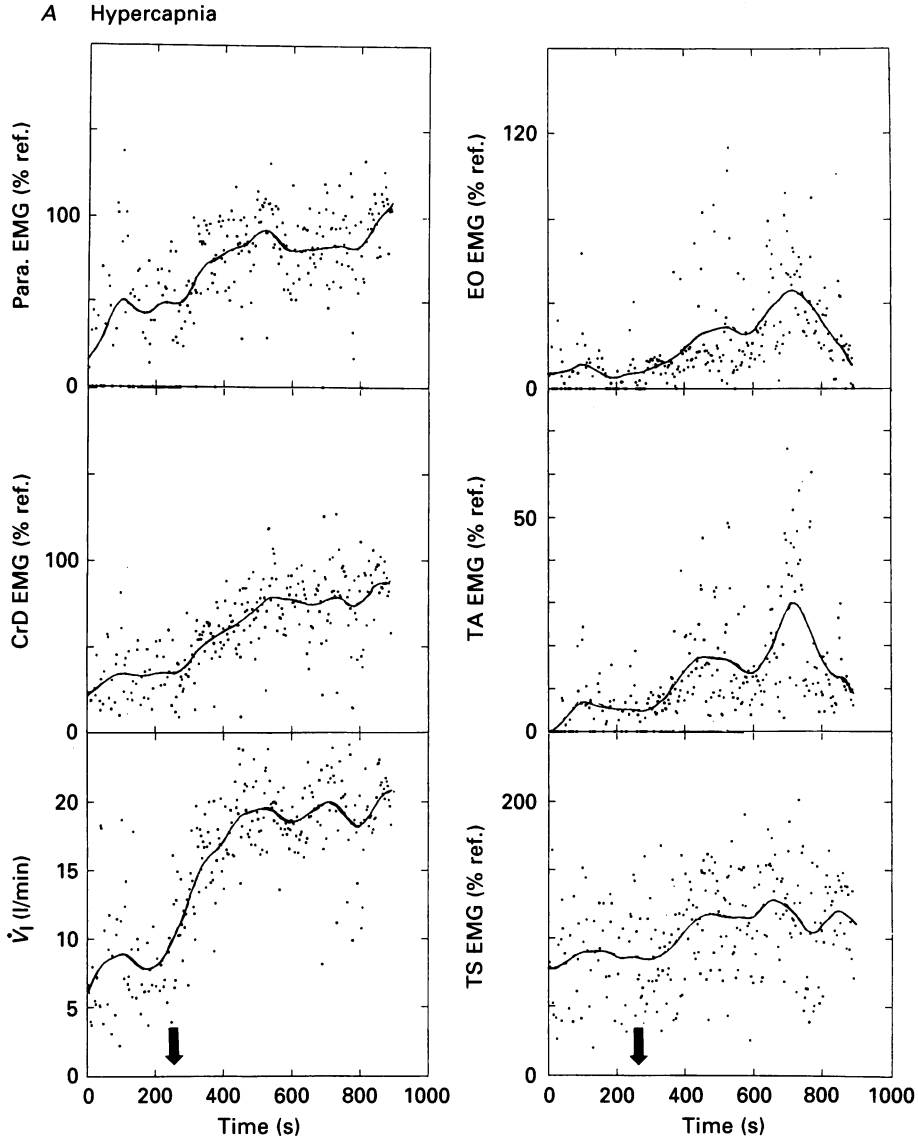 A Hypercapnia
Para. EMG (% ref.)
100
0
CrD EMG (% ref.)
100
0
V̇I (l/min)
20
15
10
5
0
0 200 400 600 800 1000
Time (s)
EO EMG (% ref.)
120
0
TA EMG (% ref.)
50
0
TS EMG (% ref.)
200
100
0
0 200 400 600 800 1000
Time (s)